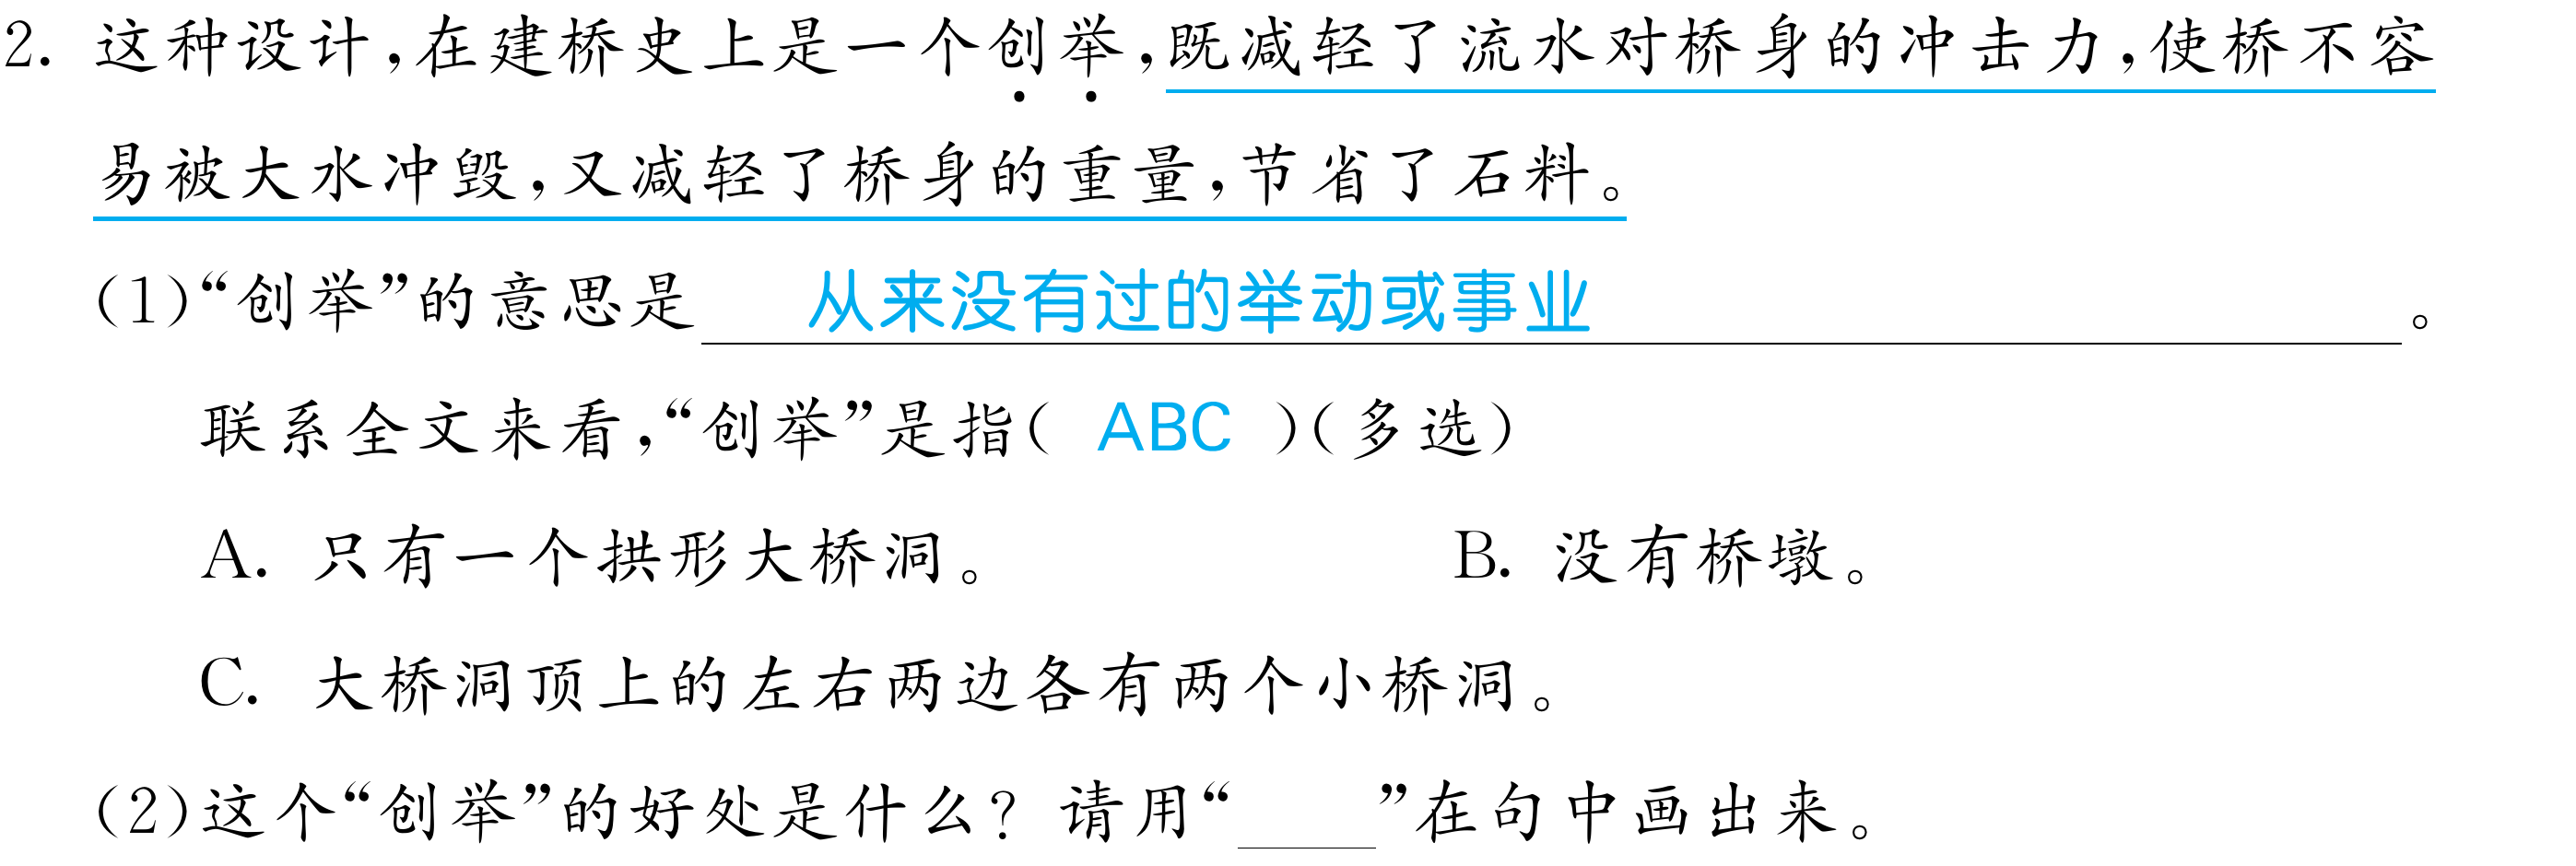 2. 这种设计,在建桥史上是一个创举,既减轻了流水对桥身的冲击力,使桥不容
易被大水冲毁,又减轻了桥身的重量,节省了石料。
(1)“创举”的意思是 从来没有过的举动或事业 。
联系全文来看,“创举”是指( ABC )(多选)
A. 只有一个拱形大桥洞。 B. 没有桥墩。
C. 大桥洞顶上的左右两边各有两个小桥洞。
(2)这个“创举”的好处是什么? 请用“____”在句中画出来。